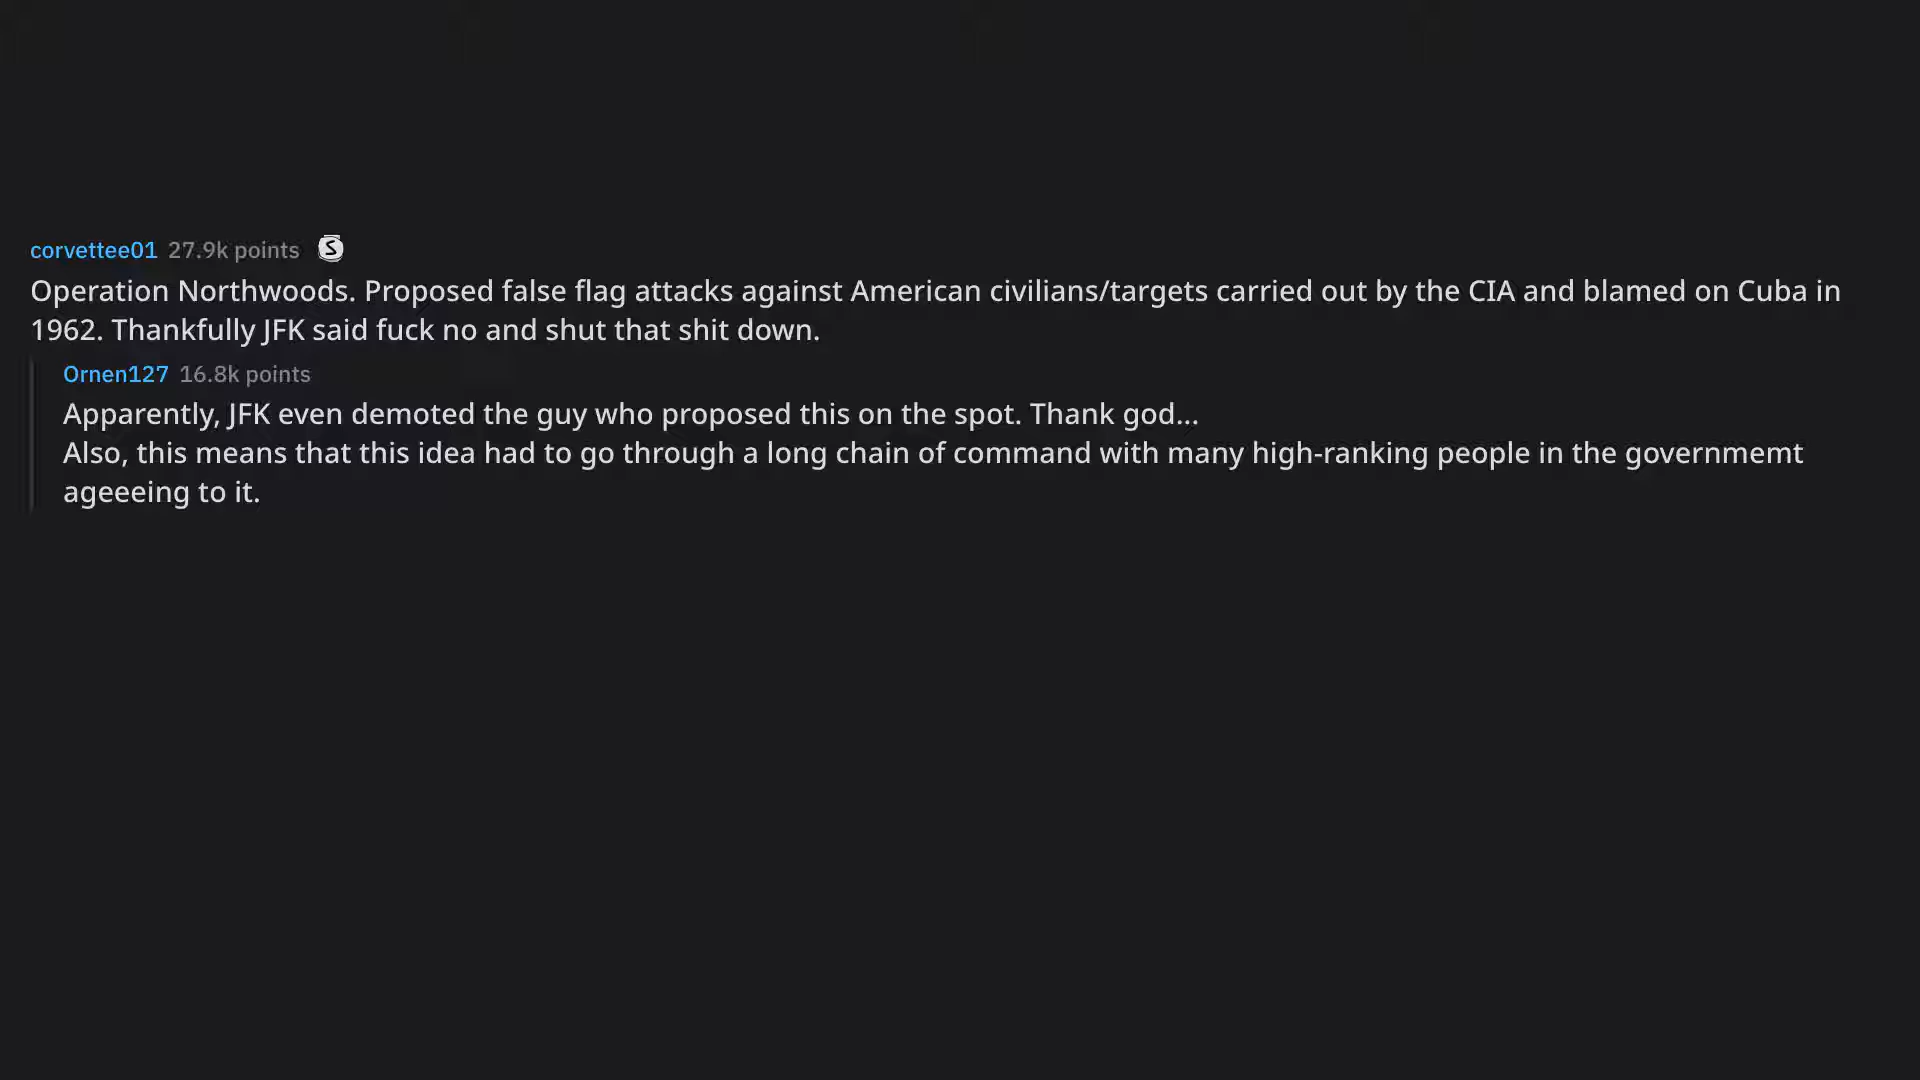 corvettee01 27.9k points S
Operation Northwoods. Proposed false flag attacks against American civilians/targets carried out by the CIA and blamed on Cuba in
1962. Thankfully JFK said fuck no and shut that shit down.
Ornen127 16.8k points
Apparently, JFK even demoted the guy who proposed this on the spot. Thank god...
Also, this means that this idea had to go through a long chain of command with many high-ranking people in the governmemt
ageeeing to it.